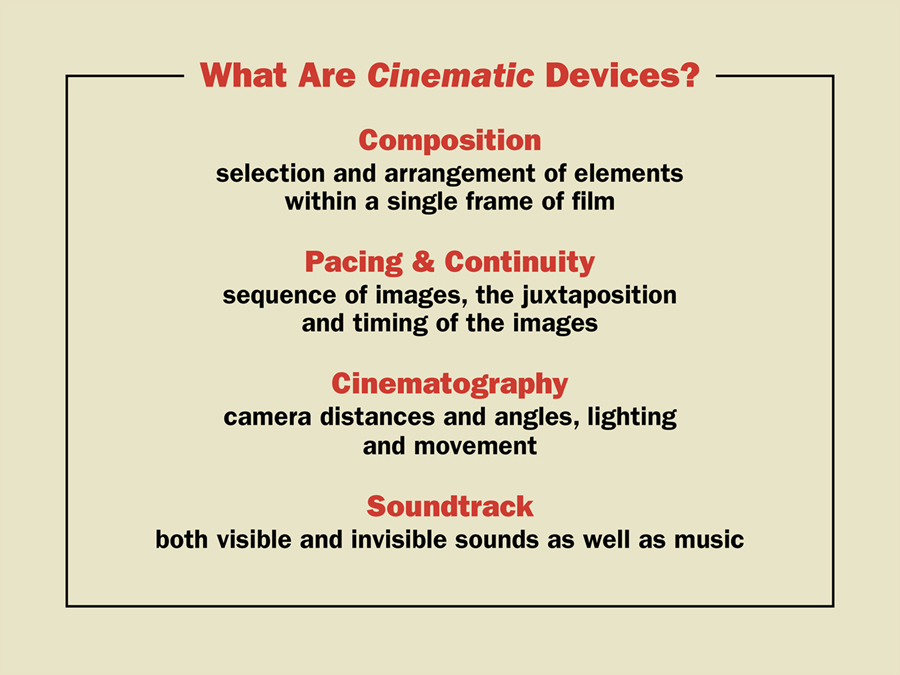 What Are Cinematic Devices?
Composition
selection and arrangement of elements
within a single frame of film
Pacing & Continuity
sequence of images, the juxtaposition
and timing of the images
Cinematography
camera distances and angles, lighting
and movement
Soundtrack
both visible and invisible sounds as well as music